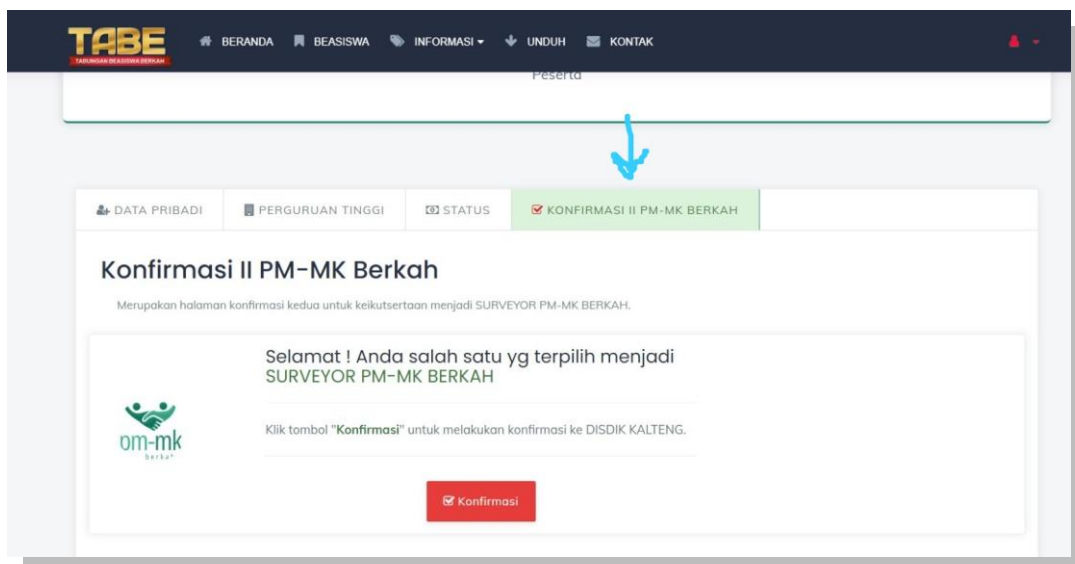 TABE
TABUNGAN BEASISWA BERKAH
BERANDA BEASISWA INFORMASI UNDUH KONTAK
Peserta
DATA PRIBADI PERGURUAN TINGGI STATUS KONFIRMASI II PM-MK BERKAH
Konfirmasi II PM-MK Berkah
Merupakan halaman konfirmasi kedua untuk keikutsertaan menjadi SURVEYOR PM-MK BERKAH.
Selamat ! Anda salah satu yg terpilih menjadi
SURVEYOR PM-MK BERKAH
om-mk
Klik tombol "Konfirmasi" untuk melakukan konfirmasi ke DISDIK KALTENG.
Konfirmasi